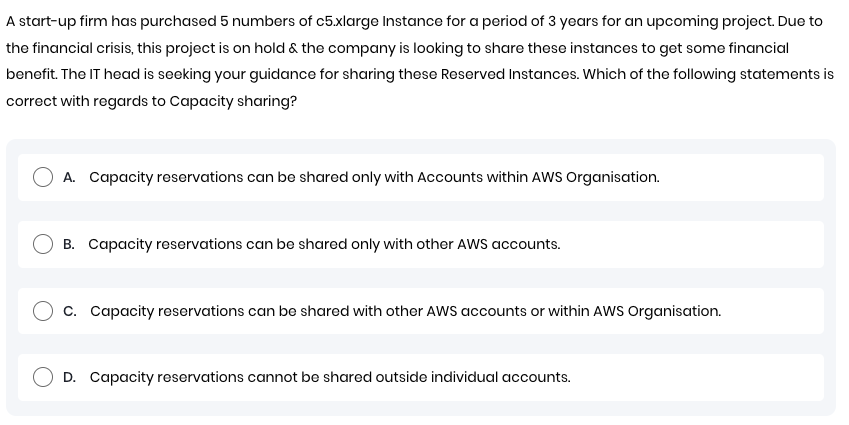 A start-up firm has purchased 5 numbers of c5.xlarge Instance for a period of 3 years for an upcoming project. Due to
the financial crisis, this project is on hold & the company is looking to share these instances to get some financial
benefit. The IT head is seeking your guidance for sharing these Reserved Instances. Which of the following statements is
correct with regards to Capacity sharing?
A. Capacity reservations can be shared only with Accounts within AWS Organisation.
B. Capacity reservations can be shared only with other AWS accounts.
C. Capacity reservations can be shared with other AWS accounts or within AWS Organisation.
D. Capacity reservations cannot be shared outside individual accounts.